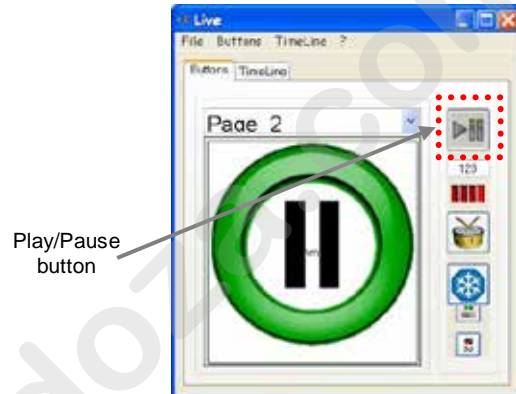 Live
File Buttons TimeLine ?
Buttons TimeLine
Page 2
123
Play/Pause
button